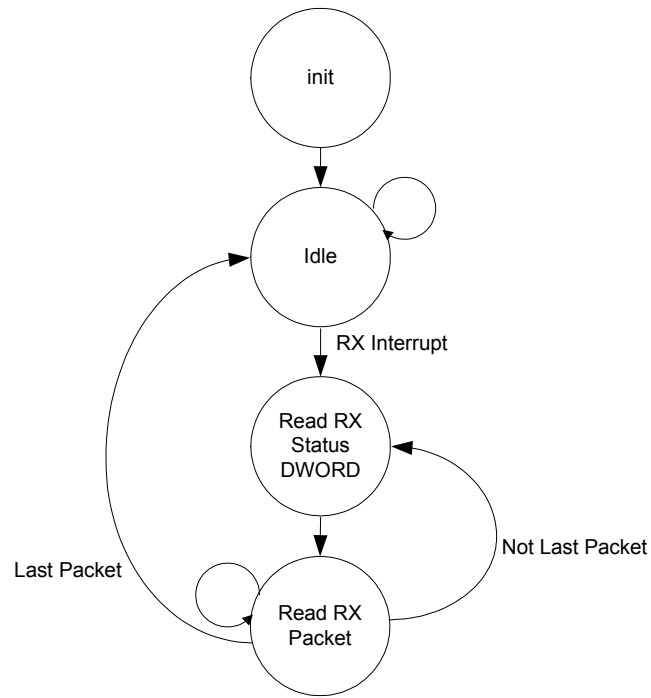 init
Idle
RX Interrupt
Read RX
Status
DWORD
Not Last Packet
Last Packet
Read RX
Packet